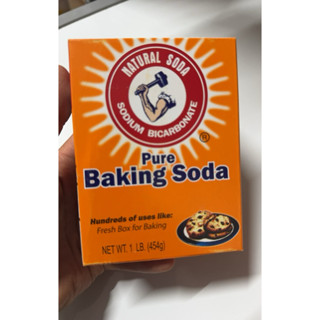 NATURAL SODA
SODIUM BICARBONATE
®
Pure
Baking Soda
Hundreds of uses like:
Fresh Box for Baking
NET WT. 1 LB. (454g)